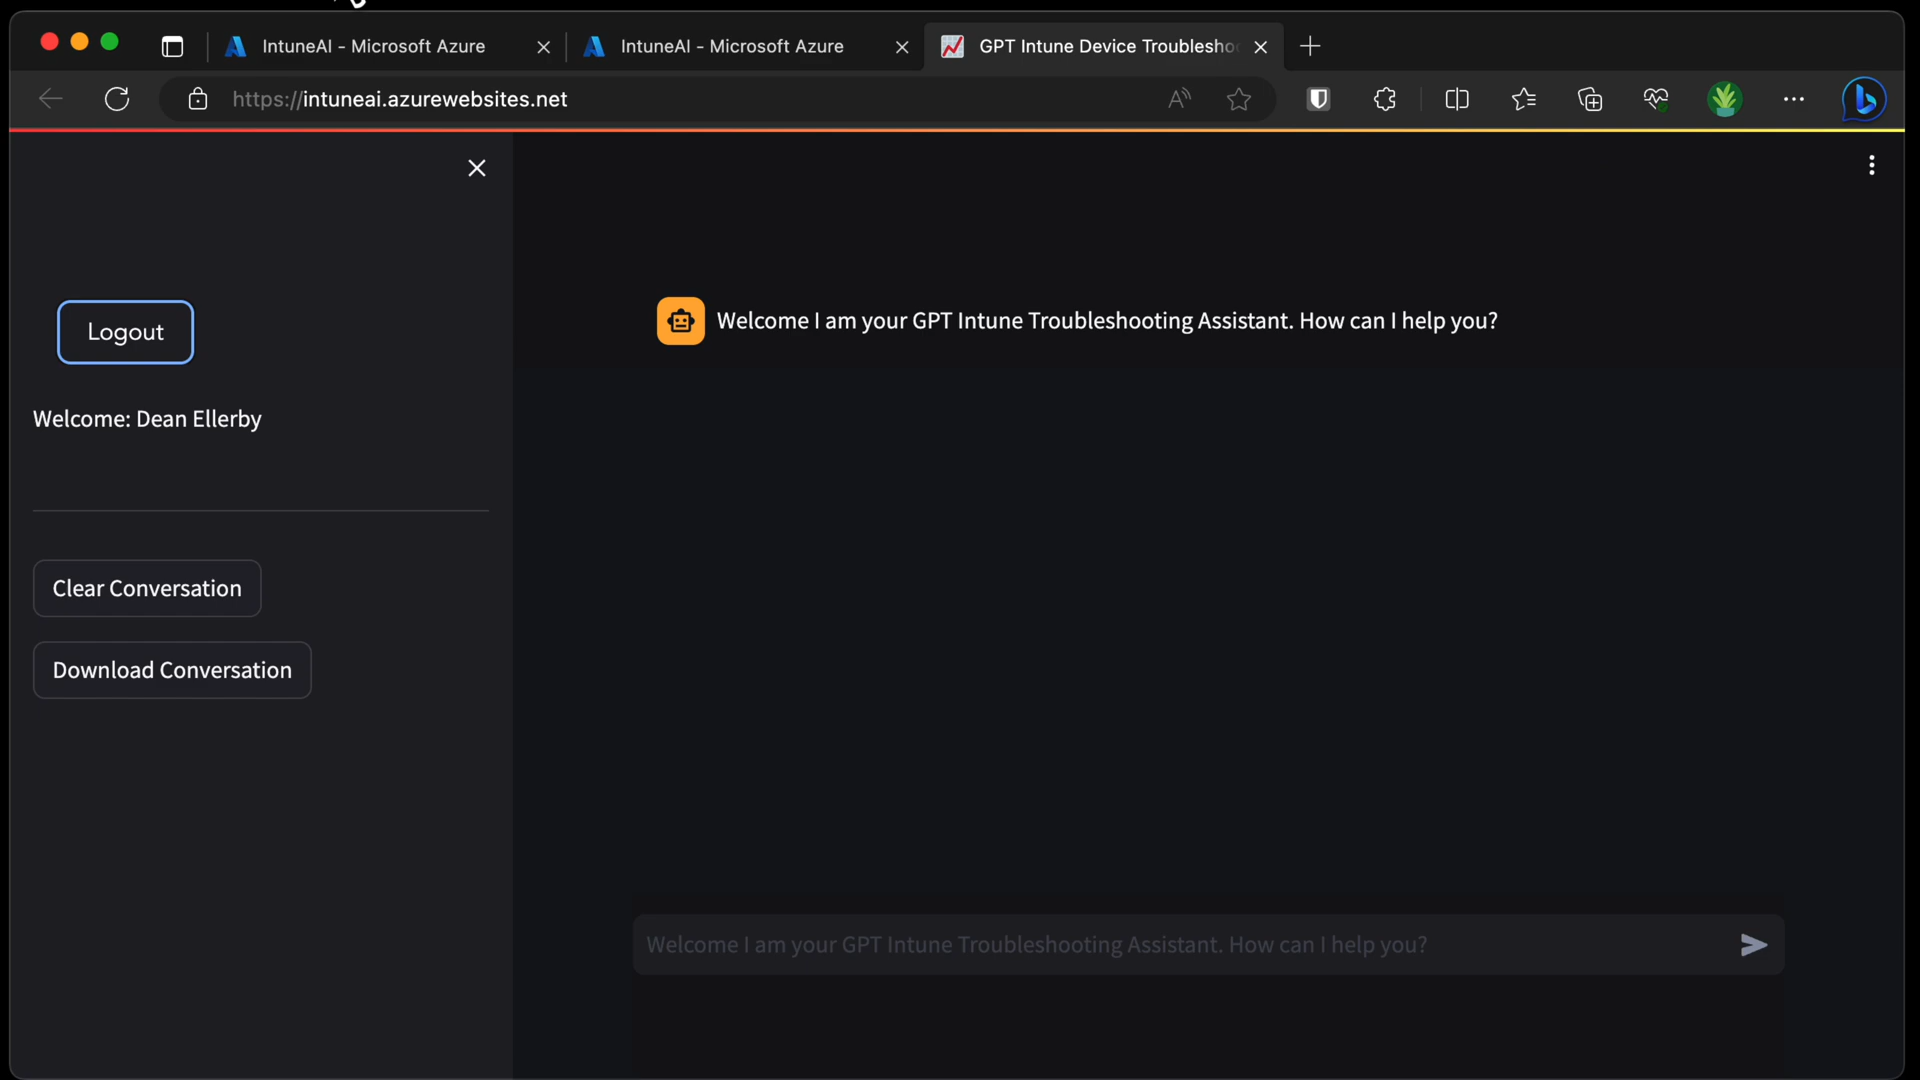 IntuneAI - Microsoft Azure
IntuneAI - Microsoft Azure
GPT Intune Device Troublesho
https://intuneai.azurewebsites.net
Logout
Welcome: Dean Ellerby
Clear Conversation
Download Conversation
Welcome I am your GPT Intune Troubleshooting Assistant. How can I help you?
Welcome I am your GPT Intune Troubleshooting Assistant. How can I help you?